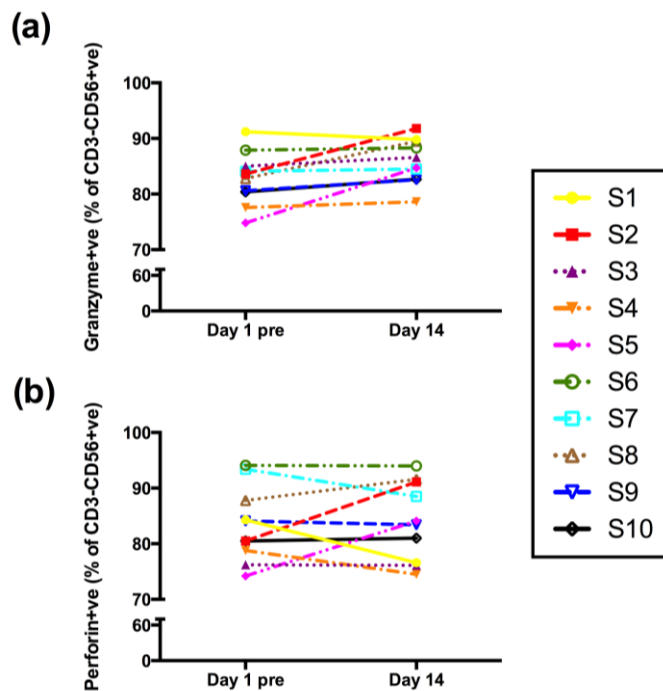 (a)
Granzyme+ve (% of CD3-CD56+ve)
100
90
80
70
60
0
Day 1 pre
Day 14
(b)
Perforin+ve (% of CD3-CD56+ve)
100
90
80
70
60
0
Day 1 pre
Day 14
S1
S2
S3
S4
S5
S6
S7
S8
S9
S10